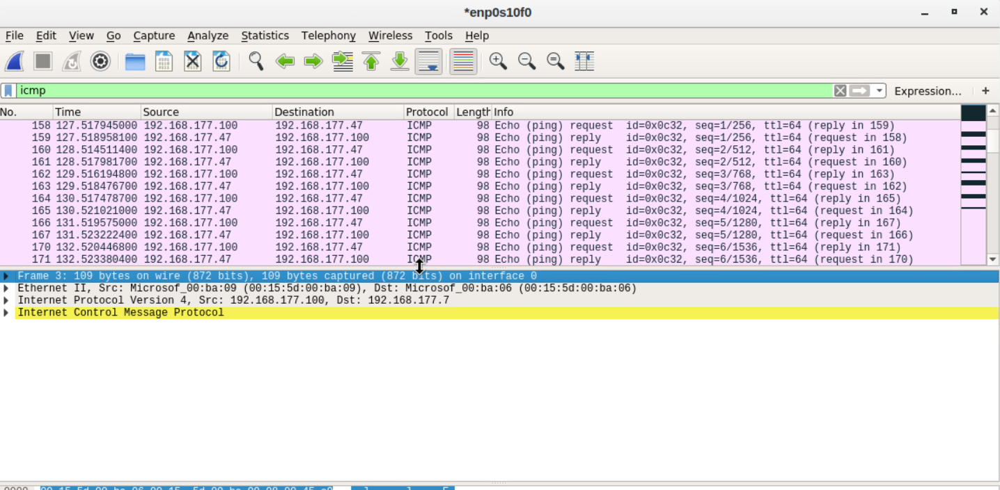 *enp0s10f0
File Edit View Go Capture Analyze Statistics Telephony Wireless Tools Help
icmp Expression… +
No. Time Source Destination Protocol Length Info
158 127.517945000 192.168.177.100 192.168.177.47 ICMP 98 Echo (ping) request id=0x0c32, seq=1/256, ttl=64 (reply in 159)
159 127.518958100 192.168.177.47 192.168.177.100 ICMP 98 Echo (ping) reply id=0x0c32, seq=1/256, ttl=64 (request in 158)
160 128.514511400 192.168.177.100 192.168.177.47 ICMP 98 Echo (ping) request id=0x0c32, seq=2/512, ttl=64 (reply in 161)
161 128.517981700 192.168.177.47 192.168.177.100 ICMP 98 Echo (ping) reply id=0x0c32, seq=2/512, ttl=64 (request in 160)
162 129.516194800 192.168.177.100 192.168.177.47 ICMP 98 Echo (ping) request id=0x0c32, seq=3/768, ttl=64 (reply in 163)
163 129.518476700 192.168.177.47 192.168.177.100 ICMP 98 Echo (ping) reply id=0x0c32, seq=3/768, ttl=64 (request in 162)
164 130.517478700 192.168.177.100 192.168.177.47 ICMP 98 Echo (ping) request id=0x0c32, seq=4/1024, ttl=64 (reply in 165)
165 130.521021000 192.168.177.47 192.168.177.100 ICMP 98 Echo (ping) reply id=0x0c32, seq=4/1024, ttl=64 (request in 164)
166 131.519575000 192.168.177.100 192.168.177.47 ICMP 98 Echo (ping) request id=0x0c32, seq=5/1280, ttl=64 (reply in 167)
167 131.523222400 192.168.177.47 192.168.177.100 ICMP 98 Echo (ping) reply id=0x0c32, seq=5/1280, ttl=64 (request in 166)
170 132.520446800 192.168.177.100 192.168.177.47 ICMP 98 Echo (ping) request id=0x0c32, seq=6/1536, ttl=64 (reply in 171)
171 132.523380400 192.168.177.47 192.168.177.100 ICMP 98 Echo (ping) reply id=0x0c32, seq=6/1536, ttl=64 (request in 170)
Frame 3: 109 bytes on wire (872 bits), 109 bytes captured (872 bits) on interface 0
Ethernet II, Src: Microsof_00:ba:09 (00:15:5d:00:ba:09), Dst: Microsof_00:ba:06 (00:15:5d:00:ba:06)
Internet Protocol Version 4, Src: 192.168.177.100, Dst: 192.168.177.7
Internet Control Message Protocol